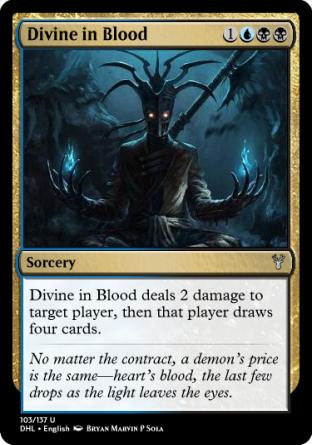 Divine in Blood 1
Sorcery
Divine in Blood deals 2 damage to
target player, then that player draws
four cards.
No matter the contract, a demon's price
is the same—heart's blood, the last few
drops as the light leaves the eyes.
103/137 U
DHL • English Bryan Marvin P Sola